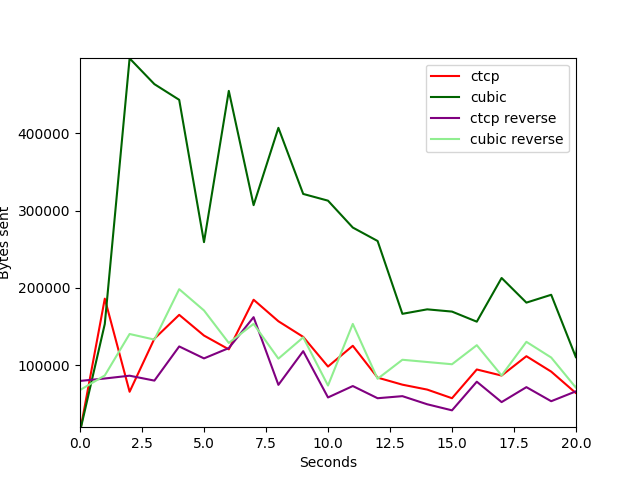 ctcp
cubic
ctcp reverse
cubic reverse
400000
300000
200000
100000
Bytes sent
0.0 2.5 5.0 7.5 10.0 12.5 15.0 17.5 20.0
Seconds